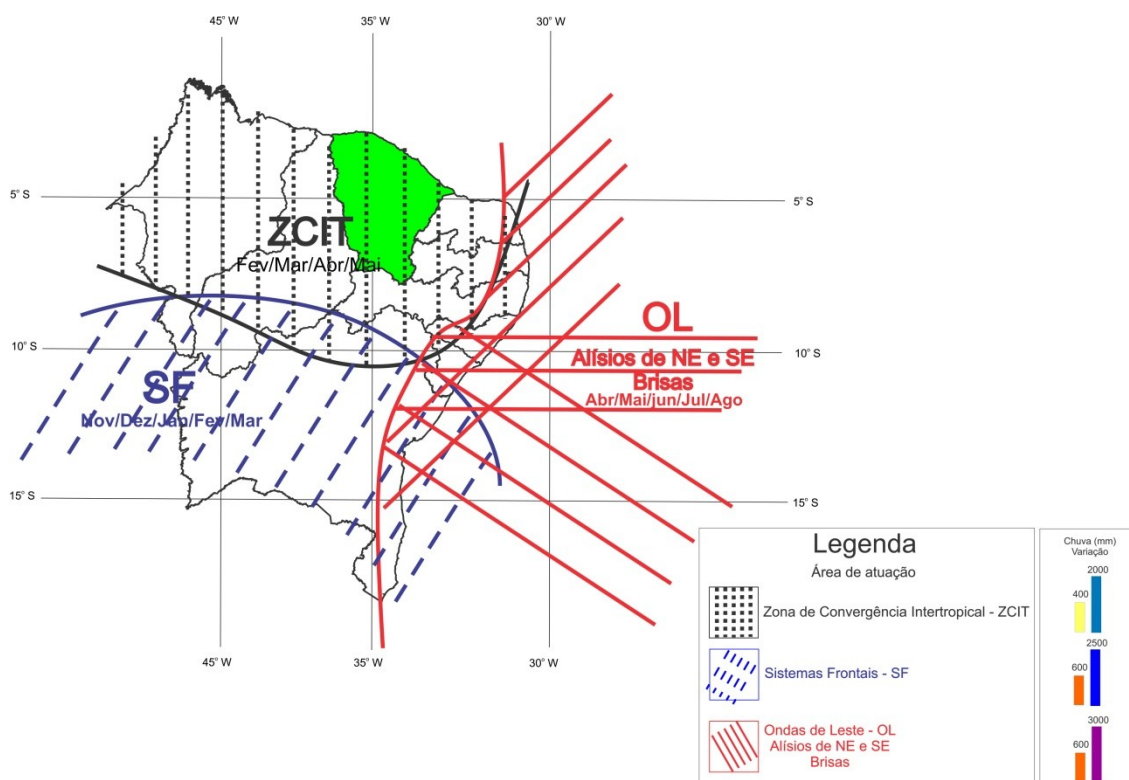 45° W
35° W
30° W
5° S
5° S
ZCIT
Fev/Mar/Abr/Mai
OL
10° S
10° S
Alísios de NE e SE
Brisas
Abr/Mai/jun/Jul/Ago
SF
Nov/Dez/Jan/Fev/Mar
15° S
15° S
45° W
35° W
30° W
Legenda
Área de atuação
Zona de Convergência Intertropical - ZCIT
Sistemas Frontais - SF
Ondas de Leste - OL
Alísios de NE e SE
Brisas
Chuva (mm)
Variação
2000
400
2500
600
3000
600